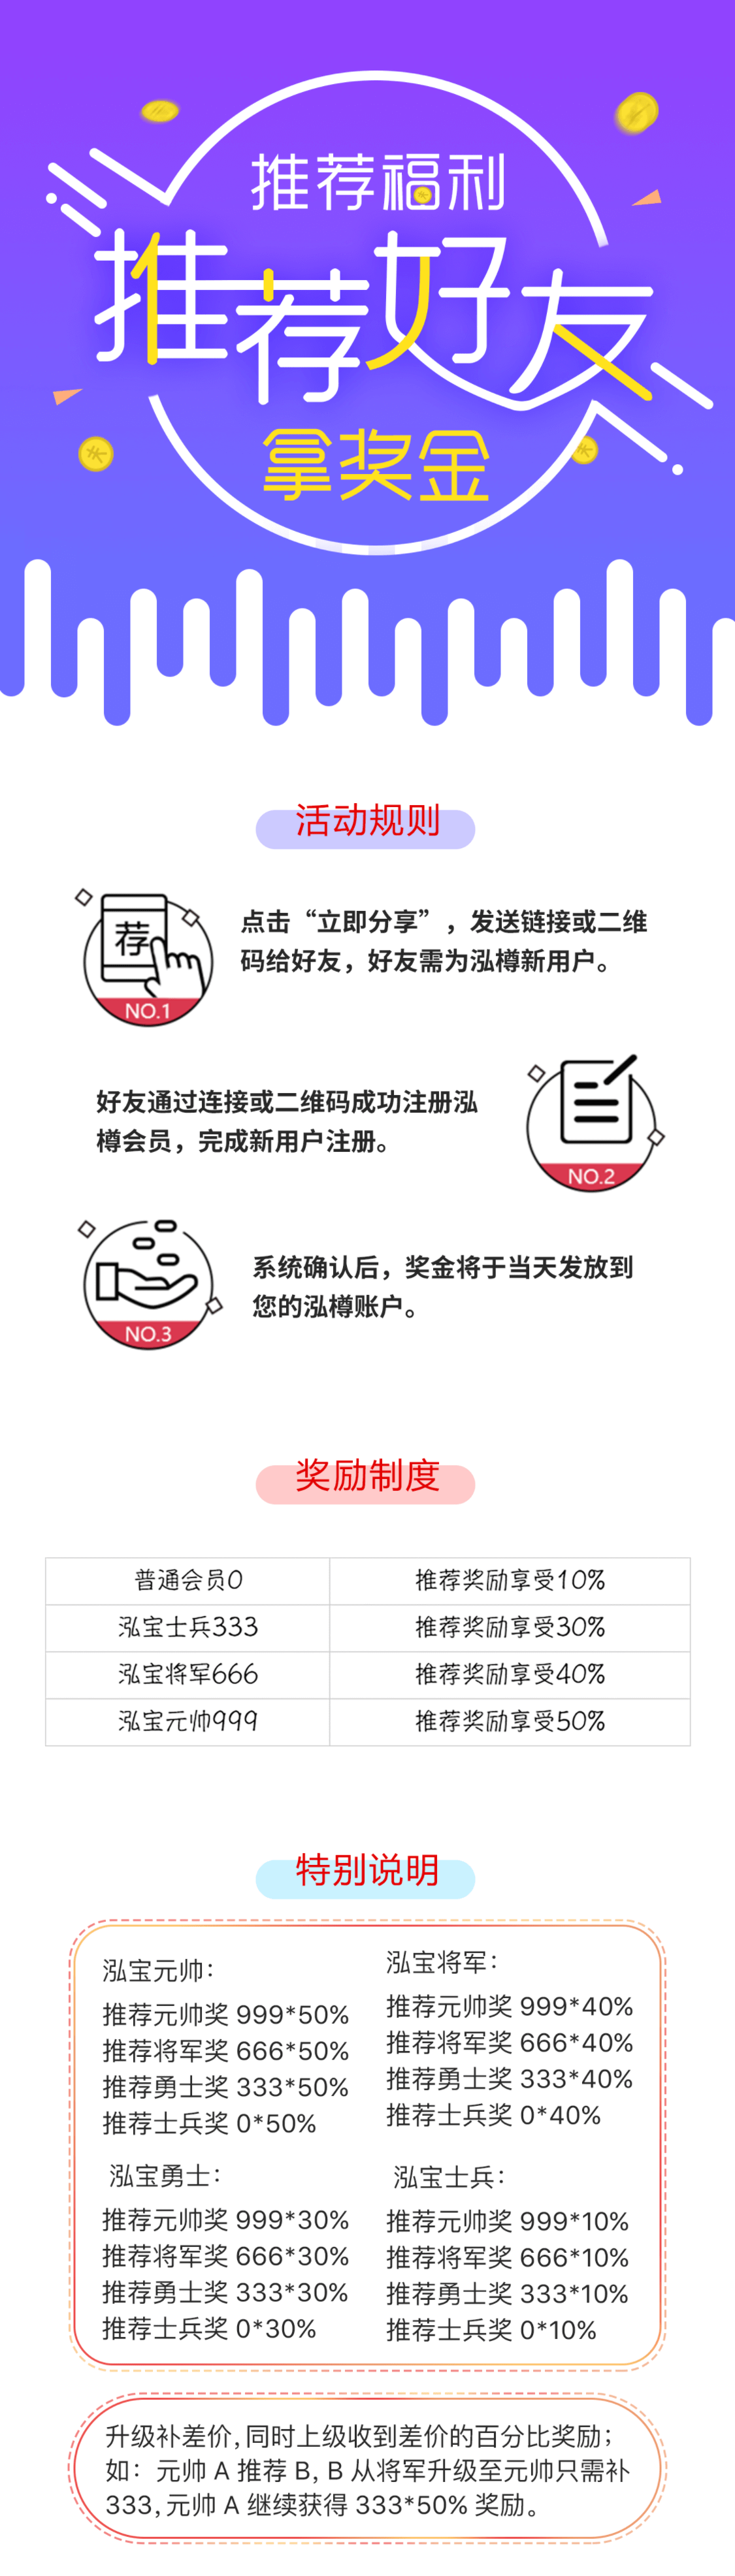 推荐福利
推荐好友
拿奖金
活动规则
荐
NO.1
点击“立即分享”，发送链接或二维
码给好友，好友需为泓樽新用户。
好友通过连接或二维码成功注册泓
樽会员，完成新用户注册。
NO.2
NO.3
系统确认后，奖金将于当天发放到
您的泓樽账户。
奖励制度
普通会员0 推荐奖励享受10%
泓宝士兵333 推荐奖励享受30%
泓宝将军666 推荐奖励享受40%
泓宝元帅999 推荐奖励享受50%
特别说明
泓宝元帅：
推荐元帅奖 999*50%
推荐将军奖 666*50%
推荐勇士奖 333*50%
推荐士兵奖 0*50%
泓宝将军：
推荐元帅奖 999*40%
推荐将军奖 666*40%
推荐勇士奖 333*40%
推荐士兵奖 0*40%
泓宝勇士：
推荐元帅奖 999*30%
推荐将军奖 666*30%
推荐勇士奖 333*30%
推荐士兵奖 0*30%
泓宝士兵：
推荐元帅奖 999*10%
推荐将军奖 666*10%
推荐勇士奖 333*10%
推荐士兵奖 0*10%
升级补差价，同时上级收到差价的百分比奖励；
如：元帅 A 推荐 B，B 从将军升级至元帅只需补
333，元帅 A 继续获得 333*50% 奖励。